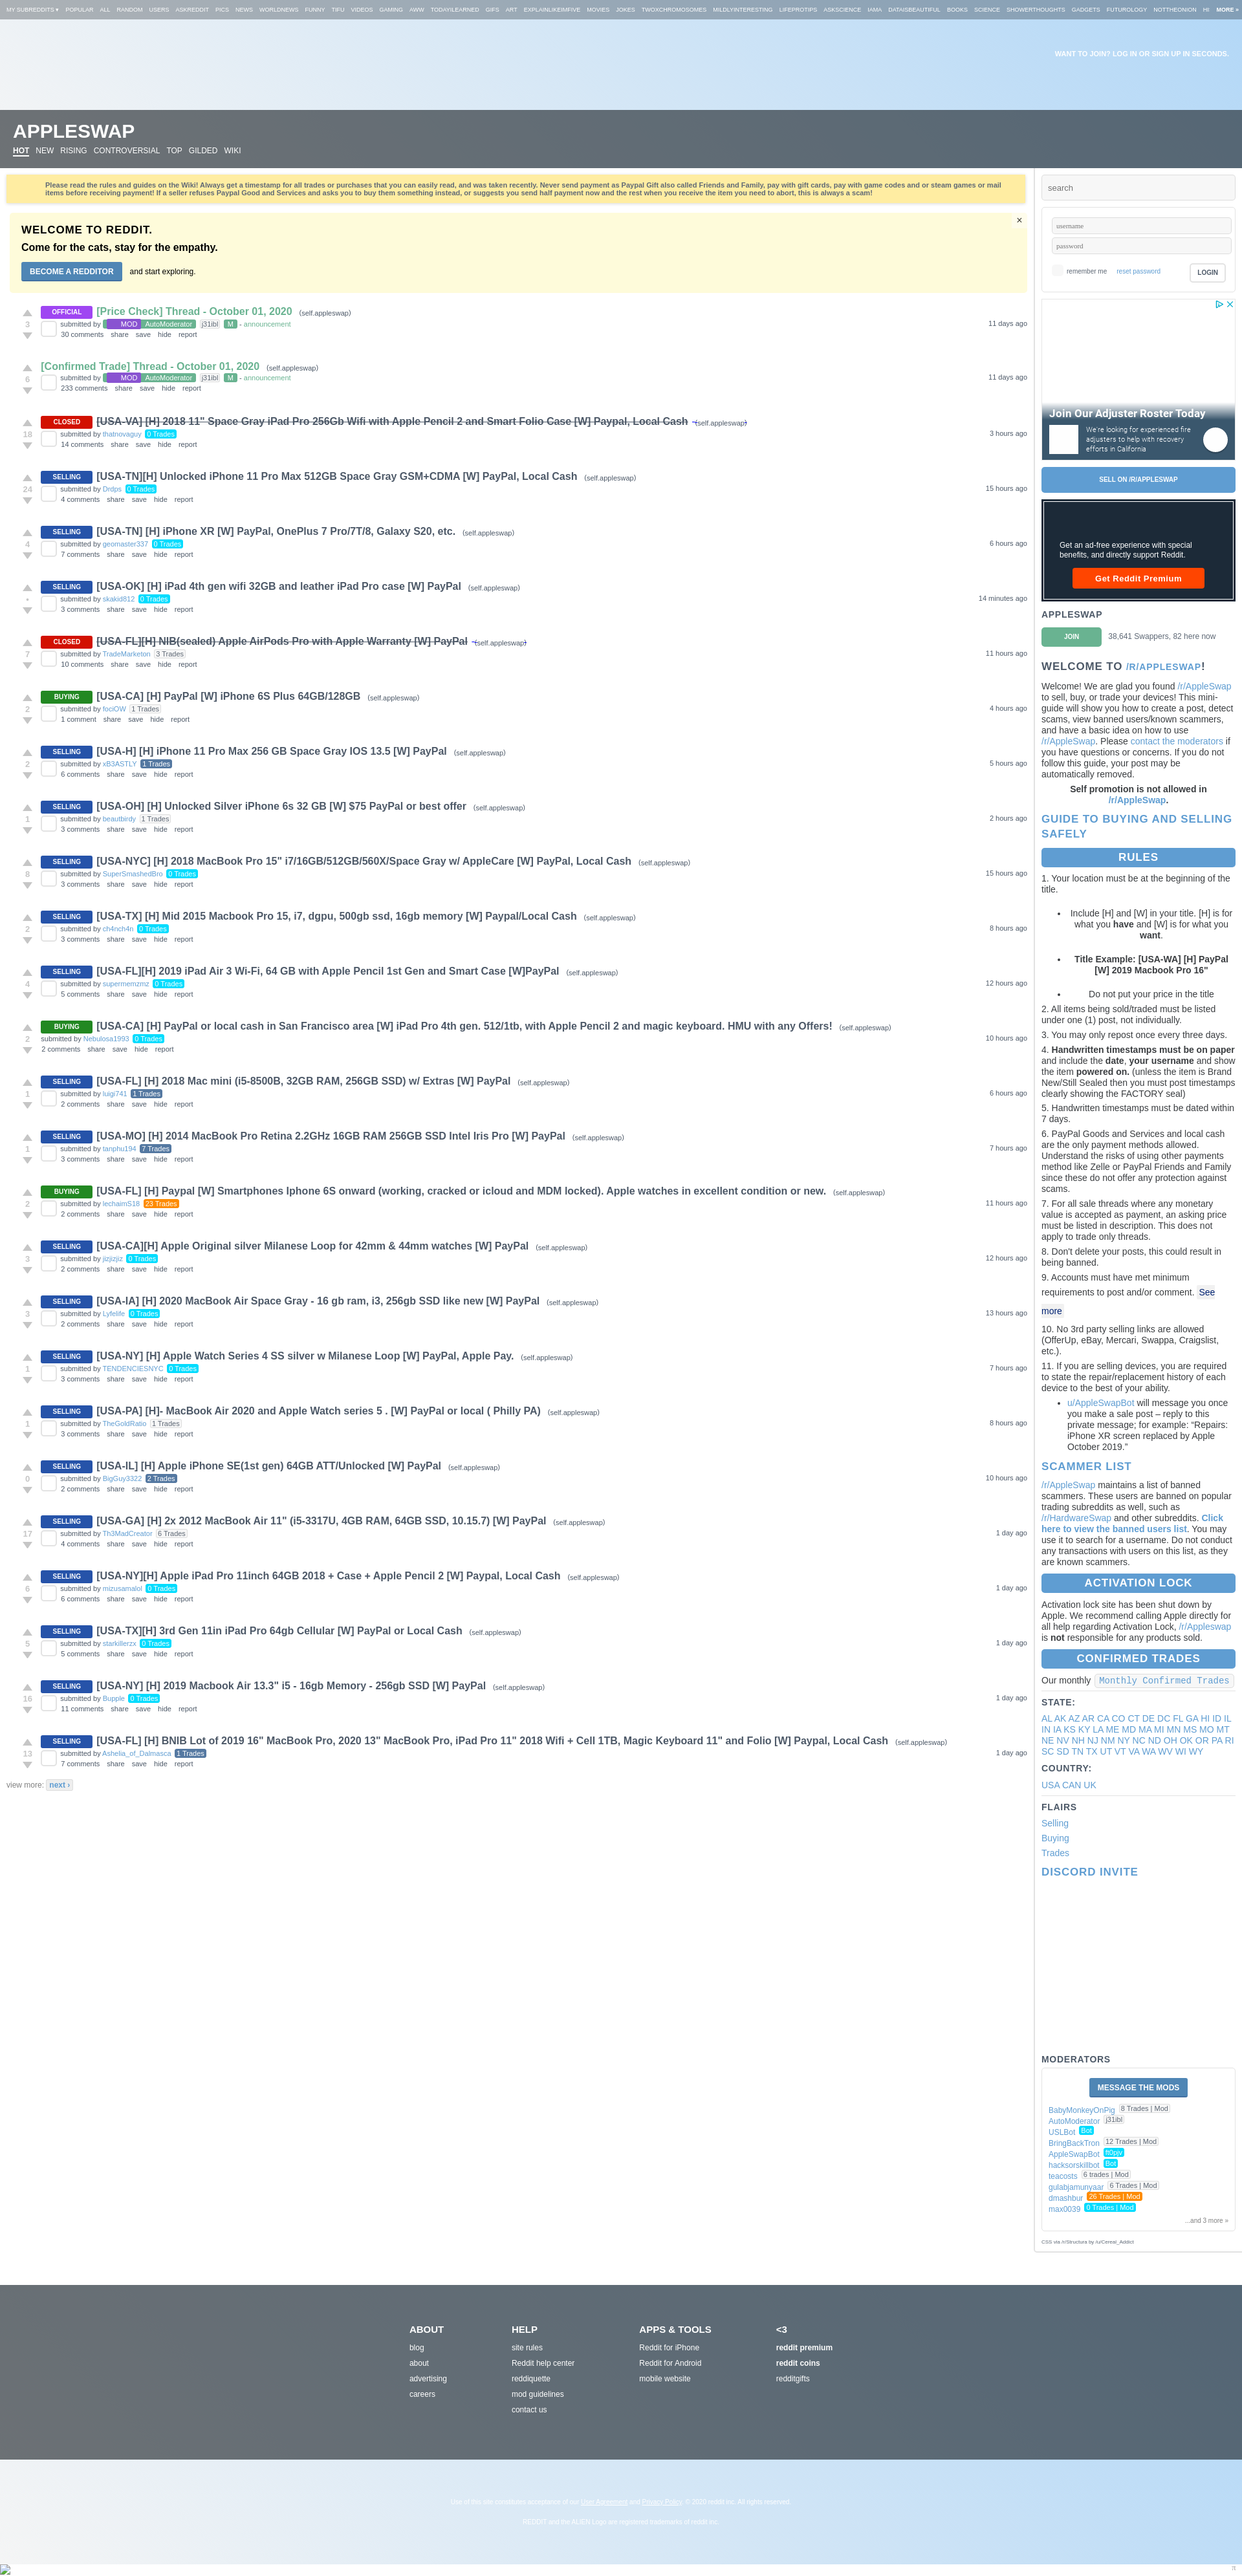 MY SUBREDDITS ▾ POPULAR ALL RANDOM USERS ASKREDDIT PICS NEWS WORLDNEWS FUNNY TIFU VIDEOS GAMING AWW TODAYILEARNED GIFS ART EXPLAINLIKEIMFIVE MOVIES JOKES TWOXCHROMOSOMES MILDLYINTERESTING LIFEPROTIPS ASKSCIENCE IAMA DATAISBEAUTIFUL BOOKS SCIENCE SHOWERTHOUGHTS GADGETS FUTUROLOGY NOTTHEONION HI MORE »
WANT TO JOIN? LOG IN OR SIGN UP IN SECONDS.
APPLESWAP
HOT NEW RISING CONTROVERSIAL TOP GILDED WIKI
Please read the rules and guides on the Wiki! Always get a timestamp for all trades or purchases that you can easily read, and was taken recently. Never send payment as Paypal Gift also called Friends and Family, pay with gift cards, pay with game codes and or steam games or mail
items before receiving payment! If a seller refuses Paypal Good and Services and asks you to buy them something instead, or suggests you send half payment now and the rest when you receive the item you need to abort, this is always a scam!
WELCOME TO REDDIT. ×
Come for the cats, stay for the empathy.
BECOME A REDDITOR and start exploring.
OFFICIAL [Price Check] Thread - October 01, 2020 (self.appleswap)
3 submitted by MOD AutoModerator j31ibl M - announcement 11 days ago
30 comments share save hide report
[Confirmed Trade] Thread - October 01, 2020 (self.appleswap)
6 submitted by MOD AutoModerator j31ibl M - announcement 11 days ago
233 comments share save hide report
CLOSED [USA-VA] [H] 2018 11" Space Gray iPad Pro 256Gb Wifi with Apple Pencil 2 and Smart Folio Case [W] Paypal, Local Cash (self.appleswap)
18 submitted by thatnovaguy 0 Trades 3 hours ago
14 comments share save hide report
SELLING [USA-TN][H] Unlocked iPhone 11 Pro Max 512GB Space Gray GSM+CDMA [W] PayPal, Local Cash (self.appleswap)
24 submitted by Drdps 0 Trades 15 hours ago
4 comments share save hide report
SELLING [USA-TN] [H] iPhone XR [W] PayPal, OnePlus 7 Pro/7T/8, Galaxy S20, etc. (self.appleswap)
4 submitted by geomaster337 0 Trades 6 hours ago
7 comments share save hide report
SELLING [USA-OK] [H] iPad 4th gen wifi 32GB and leather iPad Pro case [W] PayPal (self.appleswap)
• submitted by skakid812 0 Trades 14 minutes ago
3 comments share save hide report
CLOSED [USA-FL][H] NIB(sealed) Apple AirPods Pro with Apple Warranty [W] PayPal (self.appleswap)
7 submitted by TradeMarketon 3 Trades 11 hours ago
10 comments share save hide report
BUYING [USA-CA] [H] PayPal [W] iPhone 6S Plus 64GB/128GB (self.appleswap)
2 submitted by fociOW 1 Trades 4 hours ago
1 comment share save hide report
SELLING [USA-H] [H] iPhone 11 Pro Max 256 GB Space Gray IOS 13.5 [W] PayPal (self.appleswap)
2 submitted by xB3ASTLY 1 Trades 5 hours ago
6 comments share save hide report
SELLING [USA-OH] [H] Unlocked Silver iPhone 6s 32 GB [W] $75 PayPal or best offer (self.appleswap)
1 submitted by beautbirdy 1 Trades 2 hours ago
3 comments share save hide report
SELLING [USA-NYC] [H] 2018 MacBook Pro 15" i7/16GB/512GB/560X/Space Gray w/ AppleCare [W] PayPal, Local Cash (self.appleswap)
8 submitted by SuperSmashedBro 0 Trades 15 hours ago
3 comments share save hide report
SELLING [USA-TX] [H] Mid 2015 Macbook Pro 15, i7, dgpu, 500gb ssd, 16gb memory [W] Paypal/Local Cash (self.appleswap)
2 submitted by ch4nch4n 0 Trades 8 hours ago
3 comments share save hide report
SELLING [USA-FL][H] 2019 iPad Air 3 Wi-Fi, 64 GB with Apple Pencil 1st Gen and Smart Case [W]PayPal (self.appleswap)
4 submitted by supermemzmz 0 Trades 12 hours ago
5 comments share save hide report
BUYING [USA-CA] [H] PayPal or local cash in San Francisco area [W] iPad Pro 4th gen. 512/1tb, with Apple Pencil 2 and magic keyboard. HMU with any Offers! (self.appleswap)
2 submitted by Nebulosa1993 0 Trades 10 hours ago
2 comments share save hide report
SELLING [USA-FL] [H] 2018 Mac mini (i5-8500B, 32GB RAM, 256GB SSD) w/ Extras [W] PayPal (self.appleswap)
1 submitted by luigi741 1 Trades 6 hours ago
2 comments share save hide report
SELLING [USA-MO] [H] 2014 MacBook Pro Retina 2.2GHz 16GB RAM 256GB SSD Intel Iris Pro [W] PayPal (self.appleswap)
1 submitted by tanphu194 7 Trades 7 hours ago
3 comments share save hide report
BUYING [USA-FL] [H] Paypal [W] Smartphones Iphone 6S onward (working, cracked or icloud and MDM locked). Apple watches in excellent condition or new. (self.appleswap)
2 submitted by lechaimS18 23 Trades 11 hours ago
2 comments share save hide report
SELLING [USA-CA][H] Apple Original silver Milanese Loop for 42mm & 44mm watches [W] PayPal (self.appleswap)
3 submitted by jizjizjiz 0 Trades 12 hours ago
2 comments share save hide report
SELLING [USA-IA] [H] 2020 MacBook Air Space Gray - 16 gb ram, i3, 256gb SSD like new [W] PayPal (self.appleswap)
3 submitted by Lyfelife 0 Trades 13 hours ago
2 comments share save hide report
SELLING [USA-NY] [H] Apple Watch Series 4 SS silver w Milanese Loop [W] PayPal, Apple Pay. (self.appleswap)
1 submitted by TENDENCIESNYC 0 Trades 7 hours ago
3 comments share save hide report
SELLING [USA-PA] [H]- MacBook Air 2020 and Apple Watch series 5 . [W] PayPal or local ( Philly PA) (self.appleswap)
1 submitted by TheGoldRatio 1 Trades 8 hours ago
3 comments share save hide report
SELLING [USA-IL] [H] Apple iPhone SE(1st gen) 64GB ATT/Unlocked [W] PayPal (self.appleswap)
0 submitted by BigGuy3322 2 Trades 10 hours ago
2 comments share save hide report
SELLING [USA-GA] [H] 2x 2012 MacBook Air 11" (i5-3317U, 4GB RAM, 64GB SSD, 10.15.7) [W] PayPal (self.appleswap)
17 submitted by Th3MadCreator 6 Trades 1 day ago
4 comments share save hide report
SELLING [USA-NY][H] Apple iPad Pro 11inch 64GB 2018 + Case + Apple Pencil 2 [W] Paypal, Local Cash (self.appleswap)
6 submitted by mizusamaloi 0 Trades 1 day ago
6 comments share save hide report
SELLING [USA-TX][H] 3rd Gen 11in iPad Pro 64gb Cellular [W] PayPal or Local Cash (self.appleswap)
5 submitted by starkillerzx 0 Trades 1 day ago
5 comments share save hide report
SELLING [USA-NY] [H] 2019 Macbook Air 13.3" i5 - 16gb Memory - 256gb SSD [W] PayPal (self.appleswap)
16 submitted by Bupple 0 Trades 1 day ago
11 comments share save hide report
SELLING [USA-FL] [H] BNIB Lot of 2019 16" MacBook Pro, 2020 13" MacBook Pro, iPad Pro 11" 2018 Wifi + Cell 1TB, Magic Keyboard 11" and Folio [W] Paypal, Local Cash (self.appleswap)
13 submitted by Ashelia_of_Dalmasca 1 Trades 1 day ago
7 comments share save hide report
view more: next ›
search
username
password
remember me reset password LOGIN
Join Our Adjuster Roster Today
We're looking for experienced fire
adjusters to help with recovery
efforts in California
SELL ON /R/APPLESWAP
Get an ad-free experience with special
benefits, and directly support Reddit.
Get Reddit Premium
APPLESWAP
JOIN 38,641 Swappers, 82 here now
WELCOME TO /R/APPLESWAP!
Welcome! We are glad you found /r/AppleSwap
to sell, buy, or trade your devices! This mini-
guide will show you how to create a post, detect
scams, view banned users/known scammers,
and have a basic idea on how to use
/r/AppleSwap. Please contact the moderators if
you have questions or concerns. If you do not
follow this guide, your post may be
automatically removed.
Self promotion is not allowed in
/r/AppleSwap.
GUIDE TO BUYING AND SELLING
SAFELY
RULES
1. Your location must be at the beginning of the
title.
• Include [H] and [W] in your title. [H] is for
what you have and [W] is for what you
want.
• Title Example: [USA-WA] [H] PayPal
[W] 2019 Macbook Pro 16"
• Do not put your price in the title
2. All items being sold/traded must be listed
under one (1) post, not individually.
3. You may only repost once every three days.
4. Handwritten timestamps must be on paper
and include the date, your username and show
the item powered on. (unless the item is Brand
New/Still Sealed then you must post timestamps
clearly showing the FACTORY seal)
5. Handwritten timestamps must be dated within
7 days.
6. PayPal Goods and Services and local cash
are the only payment methods allowed.
Understand the risks of using other payments
method like Zelle or PayPal Friends and Family
since these do not offer any protection against
scams.
7. For all sale threads where any monetary
value is accepted as payment, an asking price
must be listed in description. This does not
apply to trade only threads.
8. Don't delete your posts, this could result in
being banned.
9. Accounts must have met minimum
requirements to post and/or comment. See
more
10. No 3rd party selling links are allowed
(OfferUp, eBay, Mercari, Swappa, Craigslist,
etc.).
11. If you are selling devices, you are required
to state the repair/replacement history of each
device to the best of your ability.
• u/AppleSwapBot will message you once
you make a sale post – reply to this
private message; for example: “Repairs:
iPhone XR screen replaced by Apple
October 2019.”
SCAMMER LIST
/r/AppleSwap maintains a list of banned
scammers. These users are banned on popular
trading subreddits as well, such as
/r/HardwareSwap and other subreddits. Click
here to view the banned users list. You may
use it to search for a username. Do not conduct
any transactions with users on this list, as they
are known scammers.
ACTIVATION LOCK
Activation lock site has been shut down by
Apple. We recommend calling Apple directly for
all help regarding Activation Lock, /r/Appleswap
is not responsible for any products sold.
CONFIRMED TRADES
Our monthly Monthly Confirmed Trades
STATE:
AL AK AZ AR CA CO CT DE DC FL GA HI ID IL
IN IA KS KY LA ME MD MA MI MN MS MO MT
NE NV NH NJ NM NY NC ND OH OK OR PA RI
SC SD TN TX UT VT VA WA WV WI WY
COUNTRY:
USA CAN UK
FLAIRS
Selling
Buying
Trades
DISCORD INVITE
MODERATORS
MESSAGE THE MODS
BabyMonkeyOnPig 8 Trades | Mod
AutoModerator j31ibl
USLBot Bot
BringBackTron 12 Trades | Mod
AppleSwapBot ft0pjv
hacksorskillbot Bot
teacosts 6 trades | Mod
gulabjamunyaar 6 Trades | Mod
dmashbur 26 Trades | Mod
max0039 0 Trades | Mod
...and 3 more »
CSS via /r/Structura by /u/Cereal_Addict
ABOUT
blog
about
advertising
careers
HELP
site rules
Reddit help center
reddiquette
mod guidelines
contact us
APPS & TOOLS
Reddit for iPhone
Reddit for Android
mobile website
<3
reddit premium
reddit coins
redditgifts
Use of this site constitutes acceptance of our User Agreement and Privacy Policy. © 2020 reddit inc. All rights reserved.
REDDIT and the ALIEN Logo are registered trademarks of reddit inc.
π